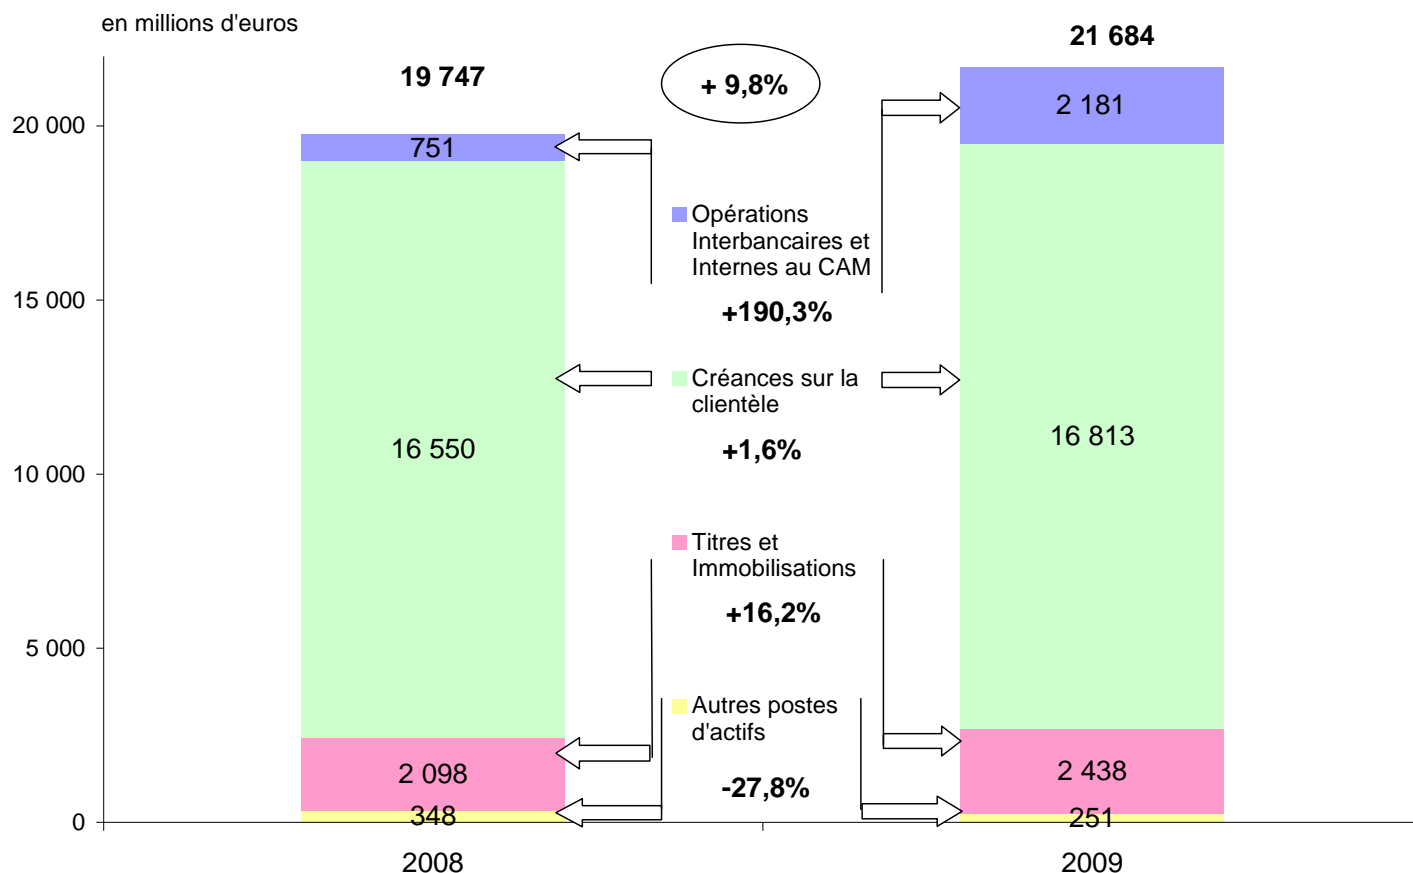 en millions d'euros
19 747
+ 9,8%
21 684
20 000
15 000
10 000
5 000
0
751
16 550
2 098
348
2008
Opérations
Interbancaires et
Internes au CAM
+190,3%
Créances sur la
clientèle
+1,6%
Titres et
Immobilisations
+16,2%
Autres postes
d'actifs
-27,8%
2 181
16 813
2 438
251
2009